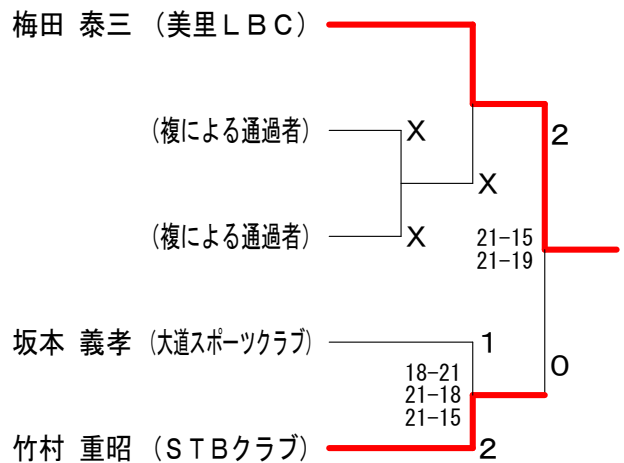 梅田 泰三 （美里ＬＢＣ）
2
(複による通過者)
X
X
(複による通過者)
X
21-15
21-19
坂本 義孝 (大道スポーツクラブ)
1
0
18-21
21-18
21-15
竹村 重昭 （ＳＴＢクラブ）
2